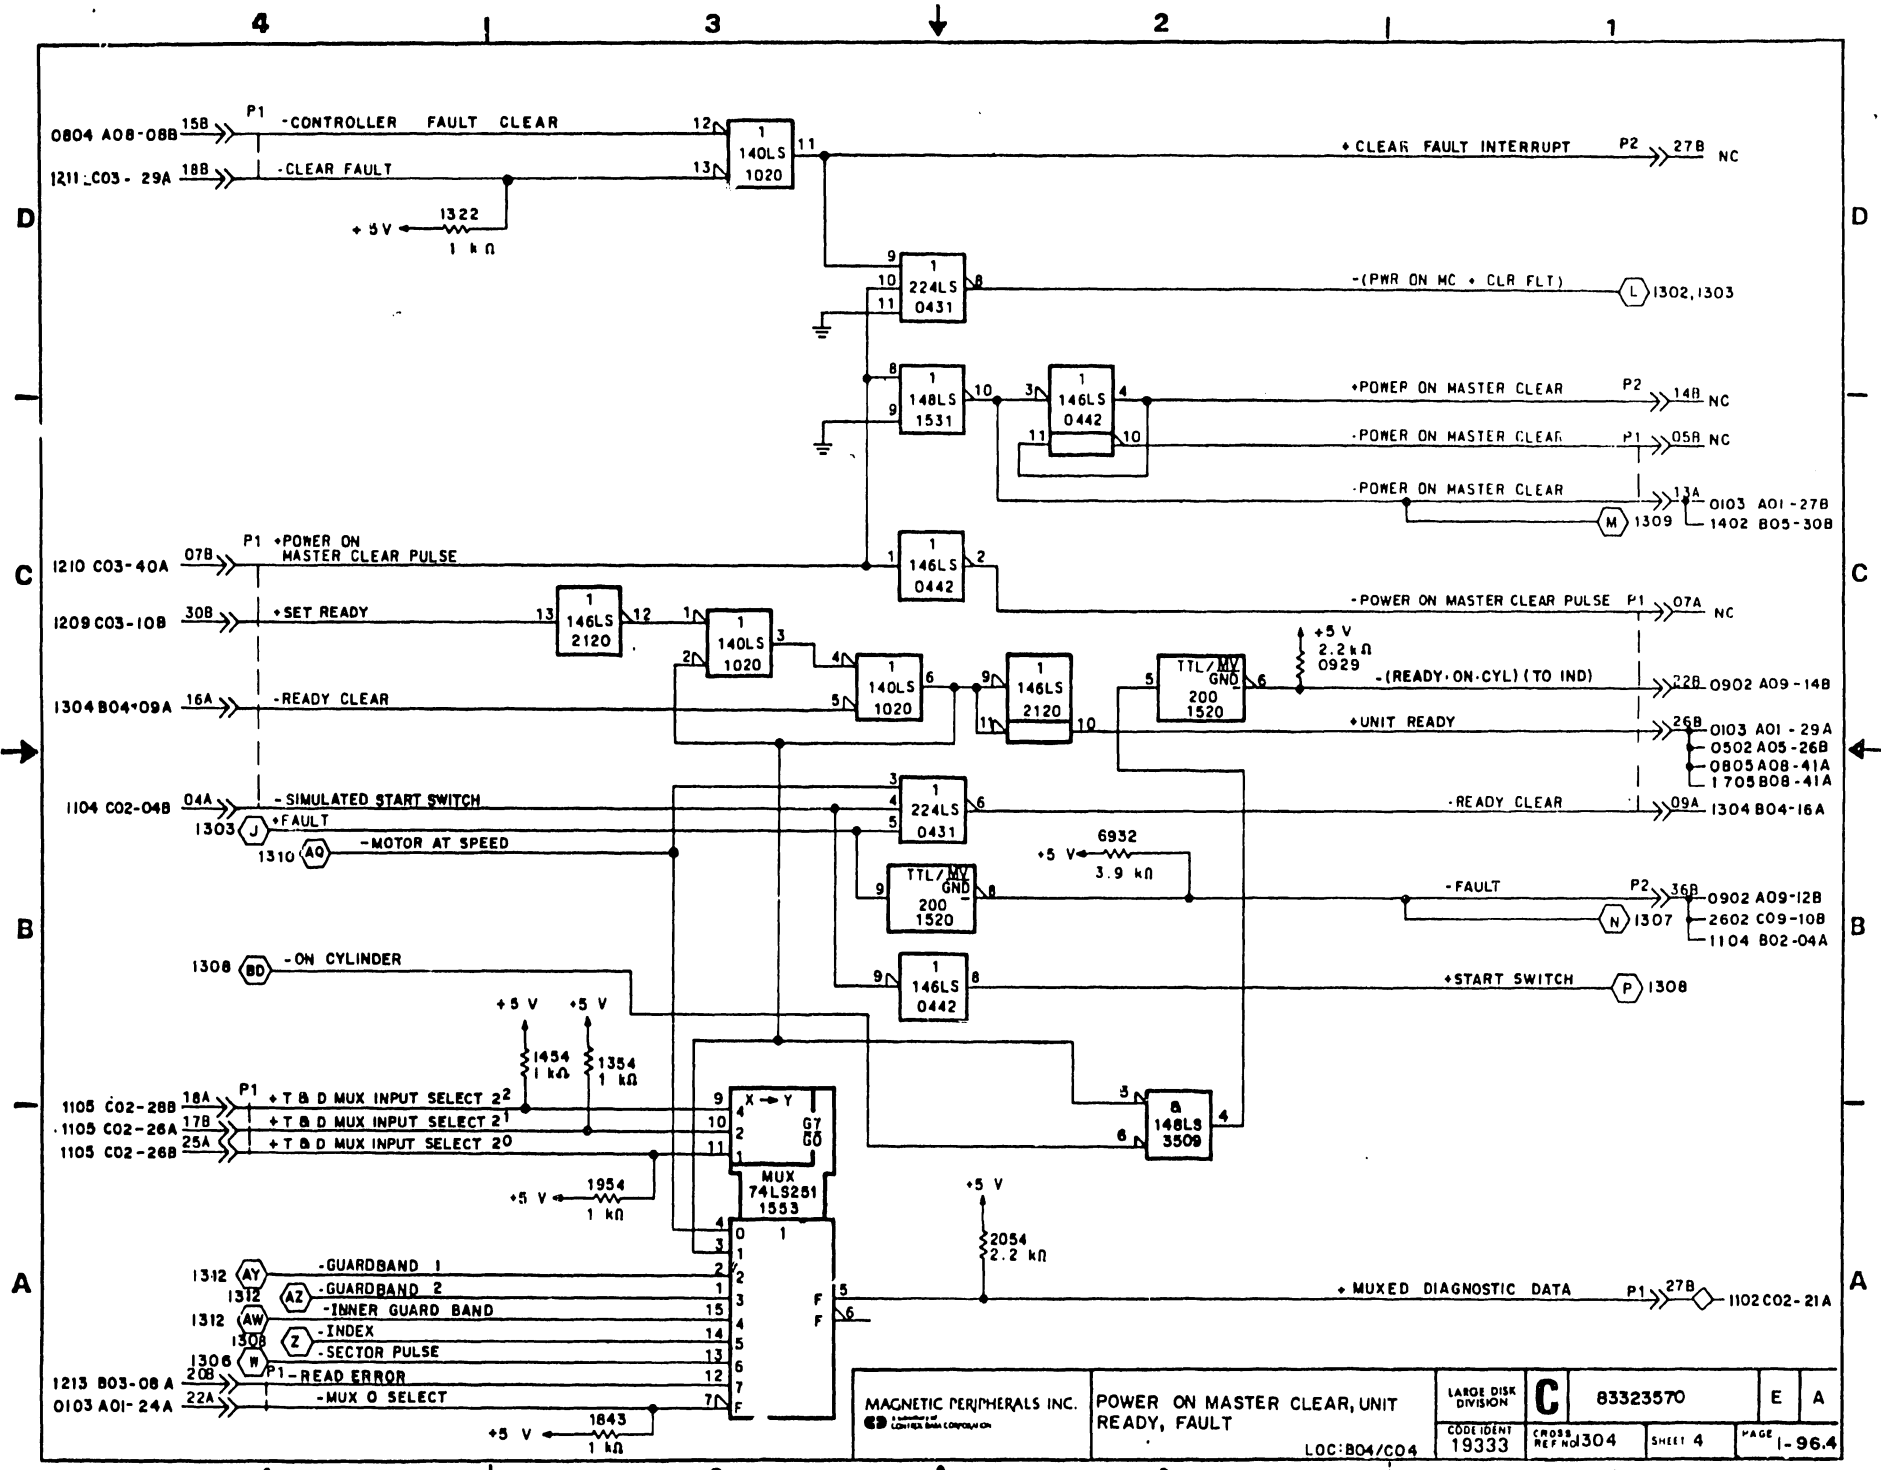 4 3 2 1
D
P1
0804 A08-08B 15B -CONTROLLER FAULT CLEAR 12
1 140LS 1020
11
+ CLEAR FAULT INTERRUPT P2 27B NC
1211 C03-29A 18B -CLEAR FAULT 13
+5V
1322
1 kΩ
D
9
10
11
1 224LS 0431
8
-(PWR ON MC + CLR FLT)
L 1302,1303
8
9
1 148LS 1531
10
3
1 146LS 0442
4
11
10
+POWER ON MASTER CLEAR P2 14B NC
-POWER ON MASTER CLEAR P1 05B NC
-POWER ON MASTER CLEAR 13A 0103 A01-27B
M 1309
1402 B05-30B
C
1210 C03-40A 07B P1 +POWER ON
MASTER CLEAR PULSE
1
1 146LS 0442
2
-POWER ON MASTER CLEAR PULSE P1 07A NC
C
1209 C03-10B 30B +SET READY
13
1 146LS 2120
12
1
2
1 140LS 1020
3
4
5
1 140LS 1020
6
9
11
1 146LS 2120
10
5
TTL/MV GND
200 1520
6
+5 V
2.2kΩ
0929
-(READY·ON·CYL) (TO IND) 22B 0902 A09-14B
1304 B04-09A 16A -READY CLEAR
+UNIT READY 26B 0103 A01-29A
0502 A05-26B
0805 A08-41A
1705 B08-41A
1104 C02-04B 04A -SIMULATED START SWITCH
1303 J +FAULT
1310 AQ -MOTOR AT SPEED
3
4
5
1 224LS 0431
6
-READY CLEAR 09A 1304 B04-16A
6932
+5 V
3.9 kΩ
9
TTL/MV GND
200 1520
8
-FAULT P2 36B 0902 A09-12B
N 1307
2602 C09-10B
1104 B02-04A
B
B
1308 BD -ON CYLINDER
9
1 146LS 0442
8
+START SWITCH P 1308
+5 V +5 V
1454
1 kΩ
1354
1 kΩ
1105 C02-28B 18A P1 +T & D MUX INPUT SELECT 2² 9
1105 C02-26A 17B +T & D MUX INPUT SELECT 2¹ 10
1105 C02-26B 25A +T & D MUX INPUT SELECT 2⁰ 11
X→Y
4
2
1
G7
G0
MUX
74LS251
1553
+5 V
1954
1 kΩ
3
6
&
148LS
3509
4
4 0 1
3 1
A
1312 AY -GUARDBAND 1 2 2
1312 AZ -GUARDBAND 2 1 3
1312 AW -INNER GUARD BAND 15 4
1308 Z -INDEX 14 5
1306 W -SECTOR PULSE 13 6
1213 B03-08A 20B P1 -READ ERROR 12 7
0103 A01-24A 22A -MUX O SELECT 7 F
+5 V
1843
1 kΩ
F 5
F 6
+5 V
2054
2.2 kΩ
+ MUXED DIAGNOSTIC DATA P1 27B 1102 C02-21A
A
MAGNETIC PERIPHERALS INC.
CONTROL DATA CORPORATION
POWER ON MASTER CLEAR, UNIT
READY, FAULT
LOC:B04/C04
LARGE DISK
DIVISION
C 83323570 E A
CODE IDENT
19333
CROSS
REF NO 1304
SHEET 4
PAGE 1-96.4